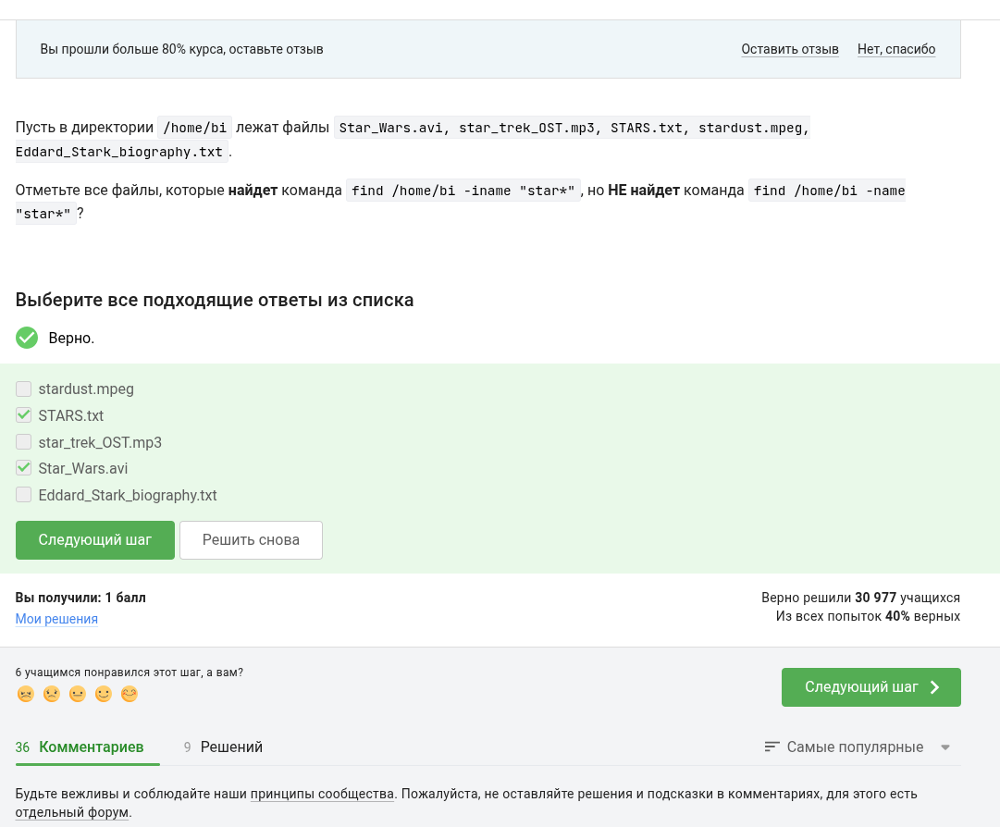 Вы прошли больше 80% курса, оставьте отзыв Оставить отзыв Нет, спасибо
Пусть в директории /home/bi лежат файлы Star_Wars.avi, star_trek_OST.mp3, STARS.txt, stardust.mpeg,
Eddard_Stark_biography.txt.
Отметьте все файлы, которые найдет команда find /home/bi -iname "star*", но НЕ найдет команда find /home/bi -name
"star*" ?
Выберите все подходящие ответы из списка
Верно.
stardust.mpeg
STARS.txt
star_trek_OST.mp3
Star_Wars.avi
Eddard_Stark_biography.txt
Следующий шаг Решить снова
Вы получили: 1 балл Верно решили 30 977 учащихся
Мои решения Из всех попыток 40% верных
6 учащимся понравился этот шаг, а вам?
Следующий шаг
36 Комментариев 9 Решений Самые популярные
Будьте вежливы и соблюдайте наши принципы сообщества. Пожалуйста, не оставляйте решения и подсказки в комментариях, для этого есть
отдельный форум.